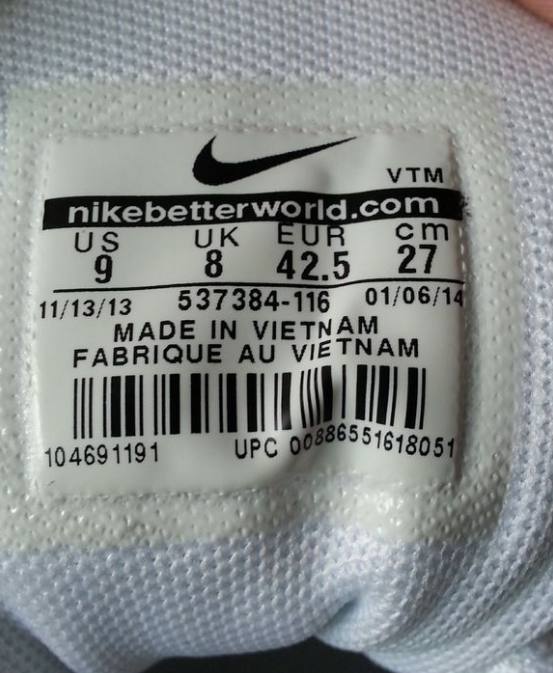 VTM
nikebetterworld.com
US UK EUR cm
9 8 42.5 27
11/13/13 537384-116 01/06/14
MADE IN VIETNAM
FABRIQUE AU VIETNAM
104691191 UPC 00886551618051